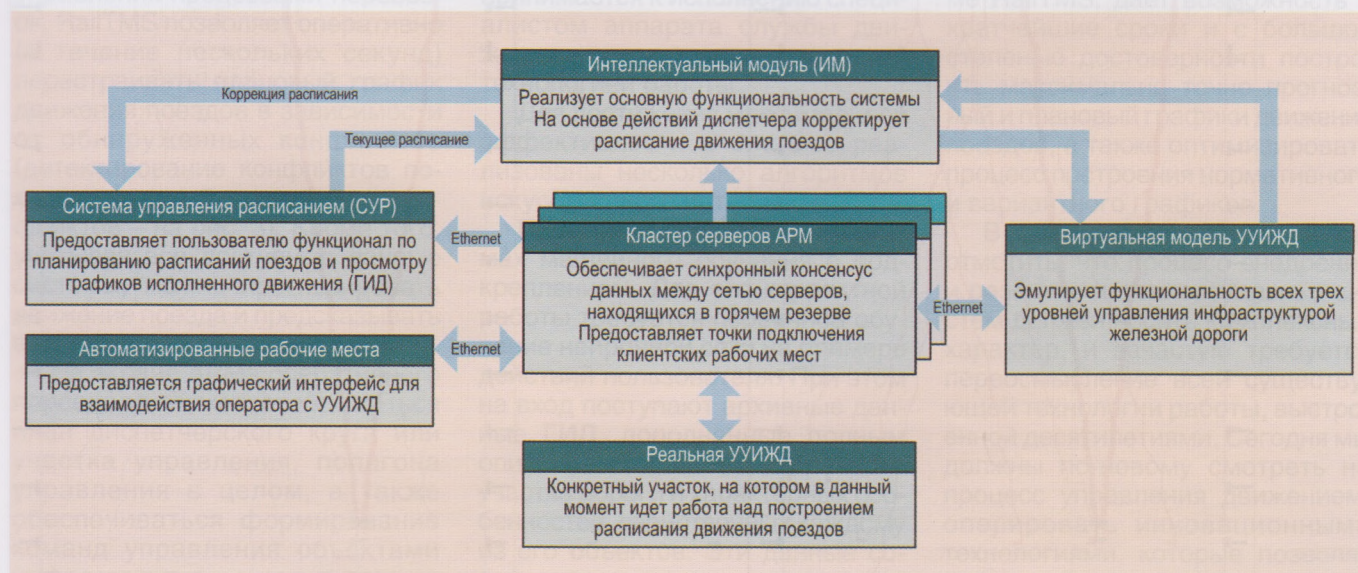 Интеллектуальный модуль (ИМ)
Реализует основную функциональность системы
На основе действий диспетчера корректирует
расписание движения поездов
Коррекция расписания
Текущее расписание
Система управления расписанием (СУР)
Предоставляет пользователю функционал по
планированию расписаний поездов и просмотру
графиков исполненного движения (ГИД)
Ethernet
Кластер серверов АРМ
Обеспечивает синхронный консенсус
данных между сетью серверов,
находящихся в горячем резерве
Предоставляет точки подключения
клиентских рабочих мест
Ethernet
Виртуальная модель УУИЖД
Эмулирует функциональность всех трех
уровней управления инфраструктурой
железной дороги
Автоматизированные рабочие места
Предоставляется графический интерфейс для
взаимодействия оператора с УУИЖД
Ethernet
Реальная УУИЖД
Конкретный участок, на котором в данный
момент идет работа над построением
расписания движения поездов